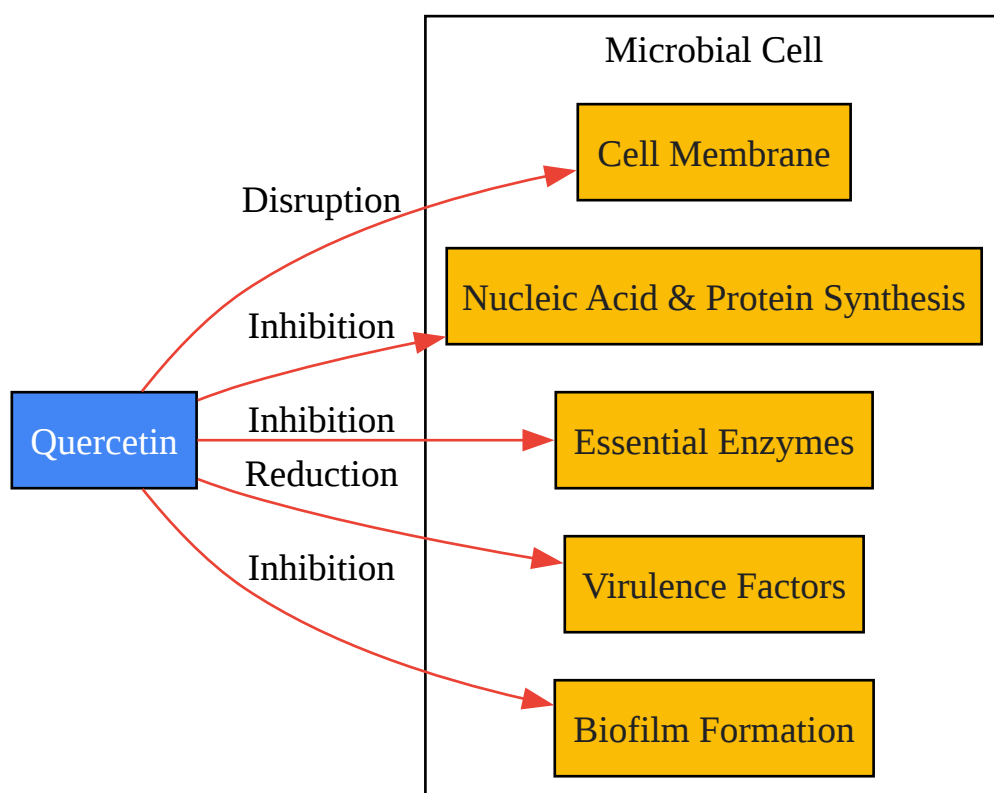 Microbial Cell
Cell Membrane
Disruption
Nucleic Acid & Protein Synthesis
Inhibition
Quercetin
Inhibition
Essential Enzymes
Reduction
Virulence Factors
Inhibition
Biofilm Formation